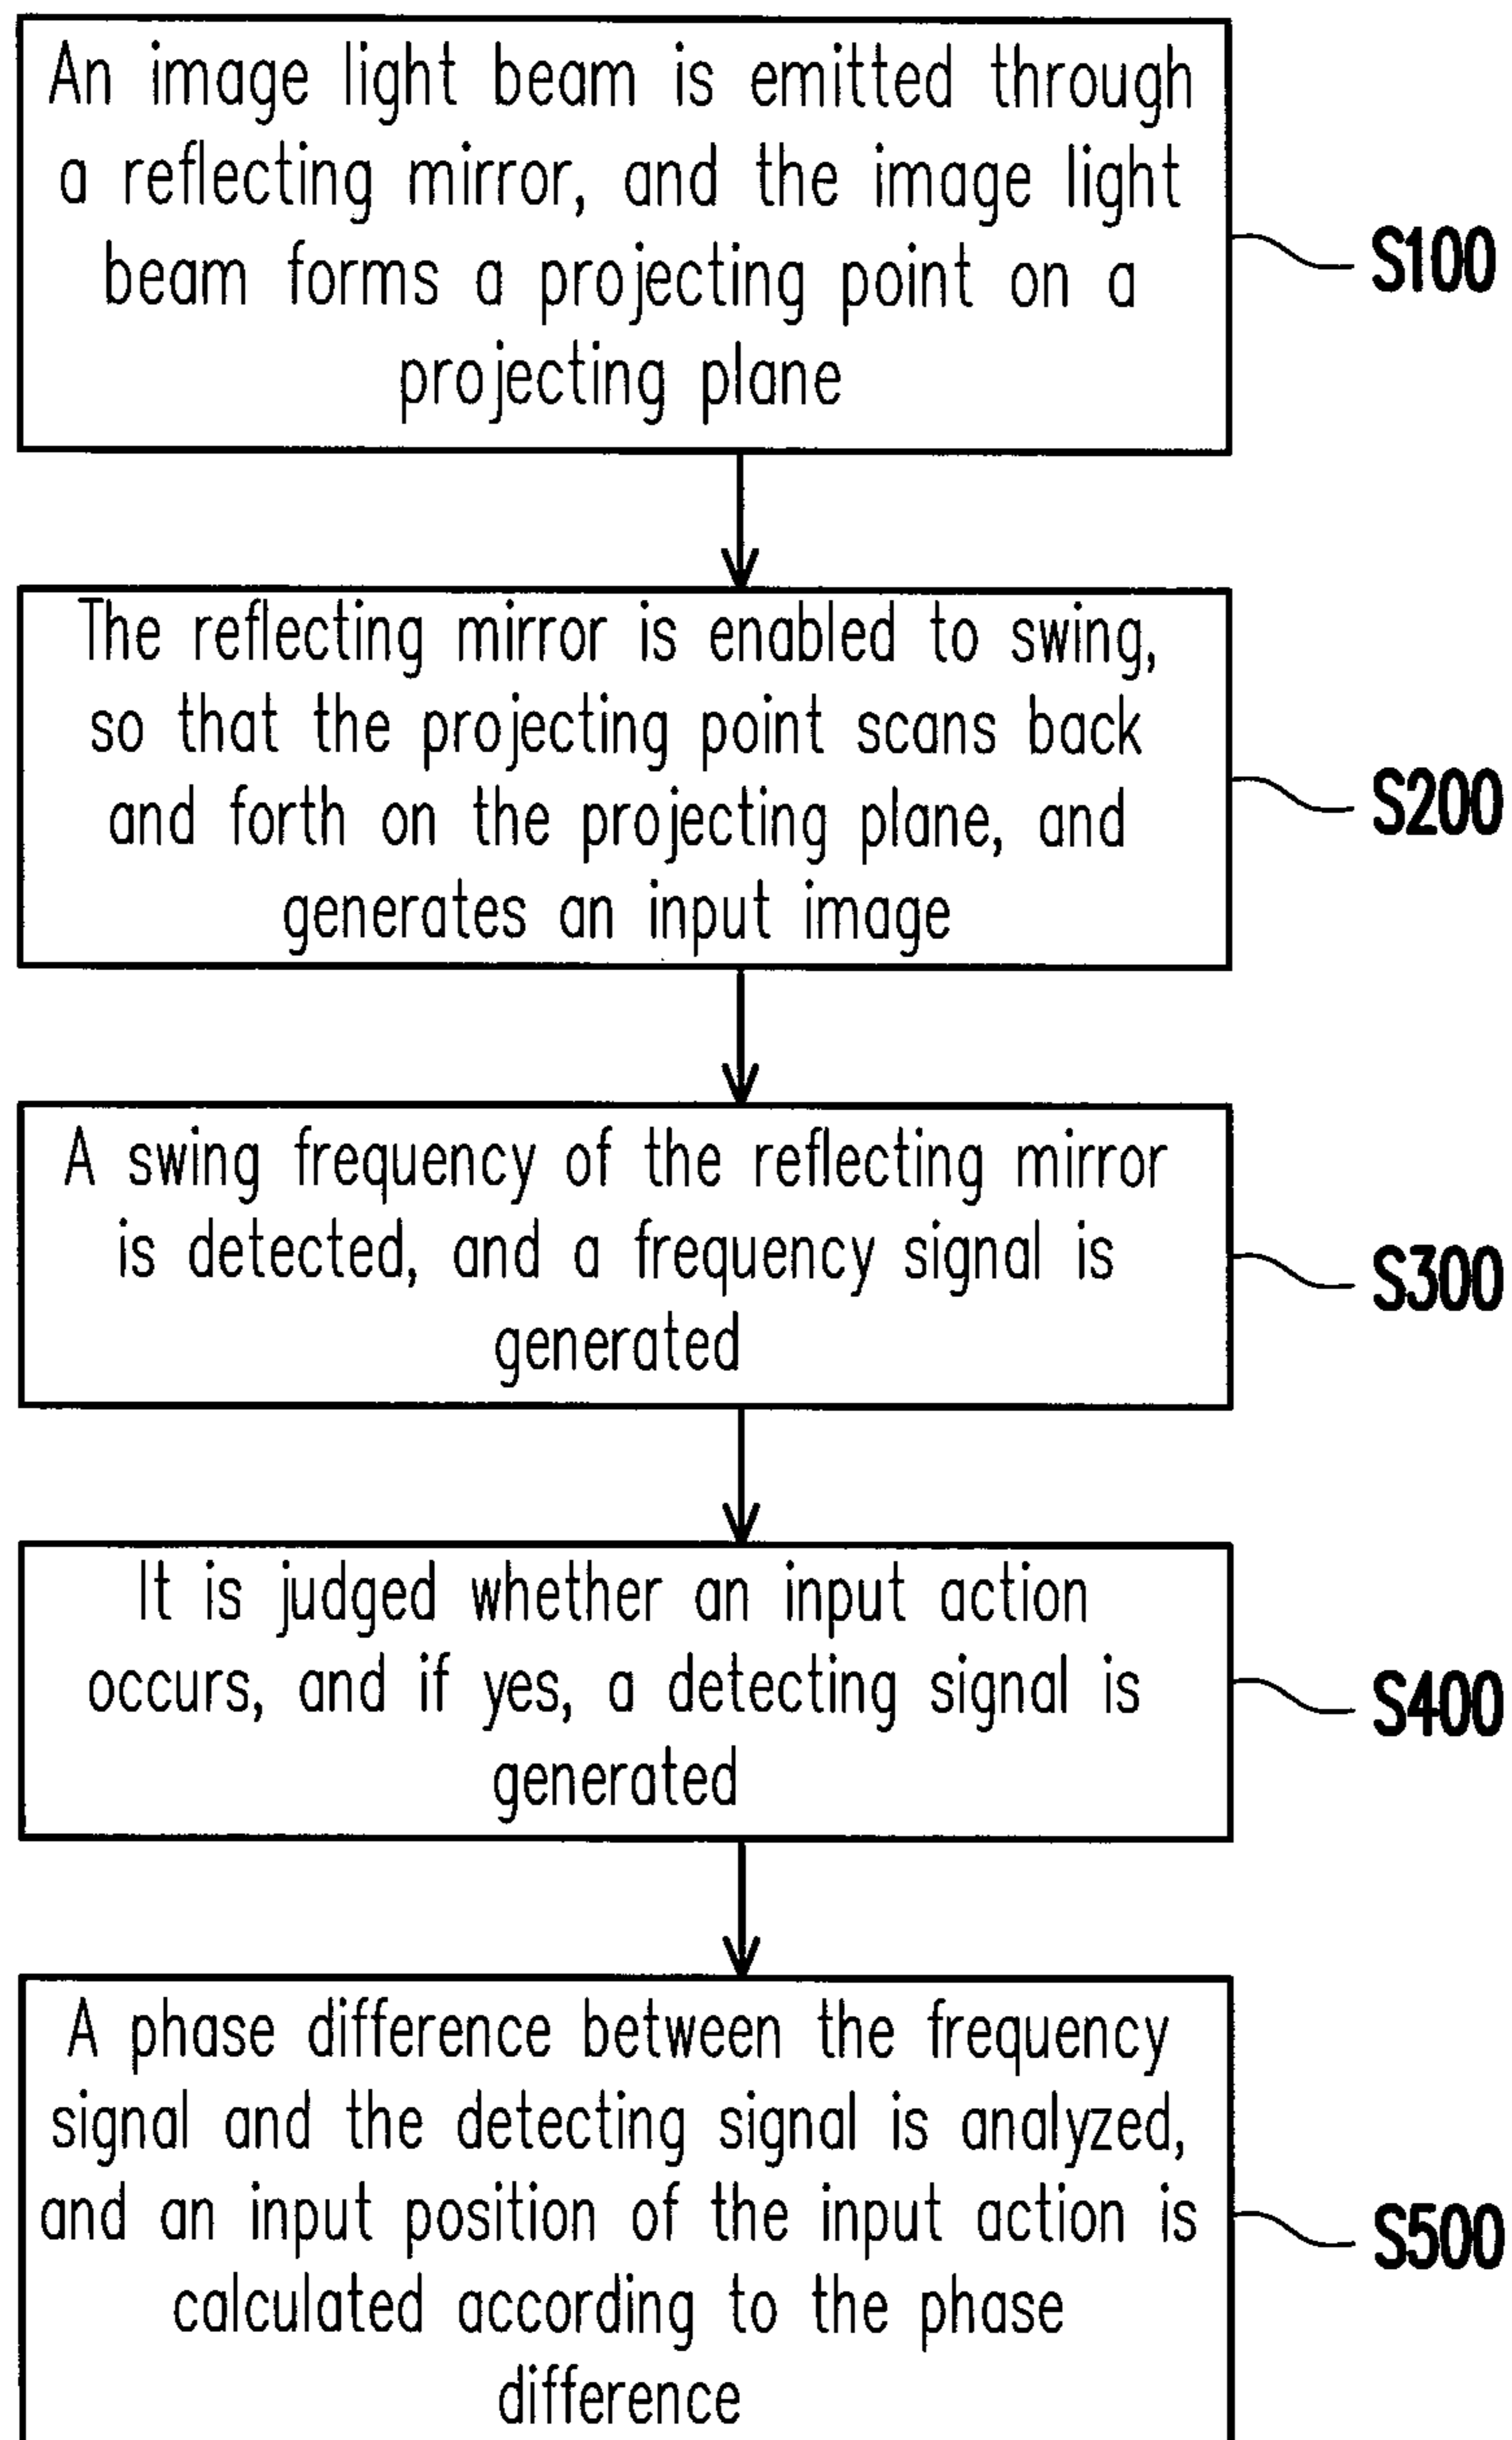 An image light beam is emitted through
a reflecting mirror, and the image light
beam forms a projecting point on a
projecting plane
S100
The reflecting mirror is enabled to swing,
so that the projecting point scans back
and forth on the projecting plane, and
generates an input image
S200
A swing frequency of the reflecting mirror
is detected, and a frequency signal is
generated
S300
It is judged whether an input action
occurs, and if yes, a detecting signal is
generated
S400
A phase difference between the frequency
signal and the detecting signal is analyzed,
and an input position of the input action is
calculated according to the phase
difference
S500